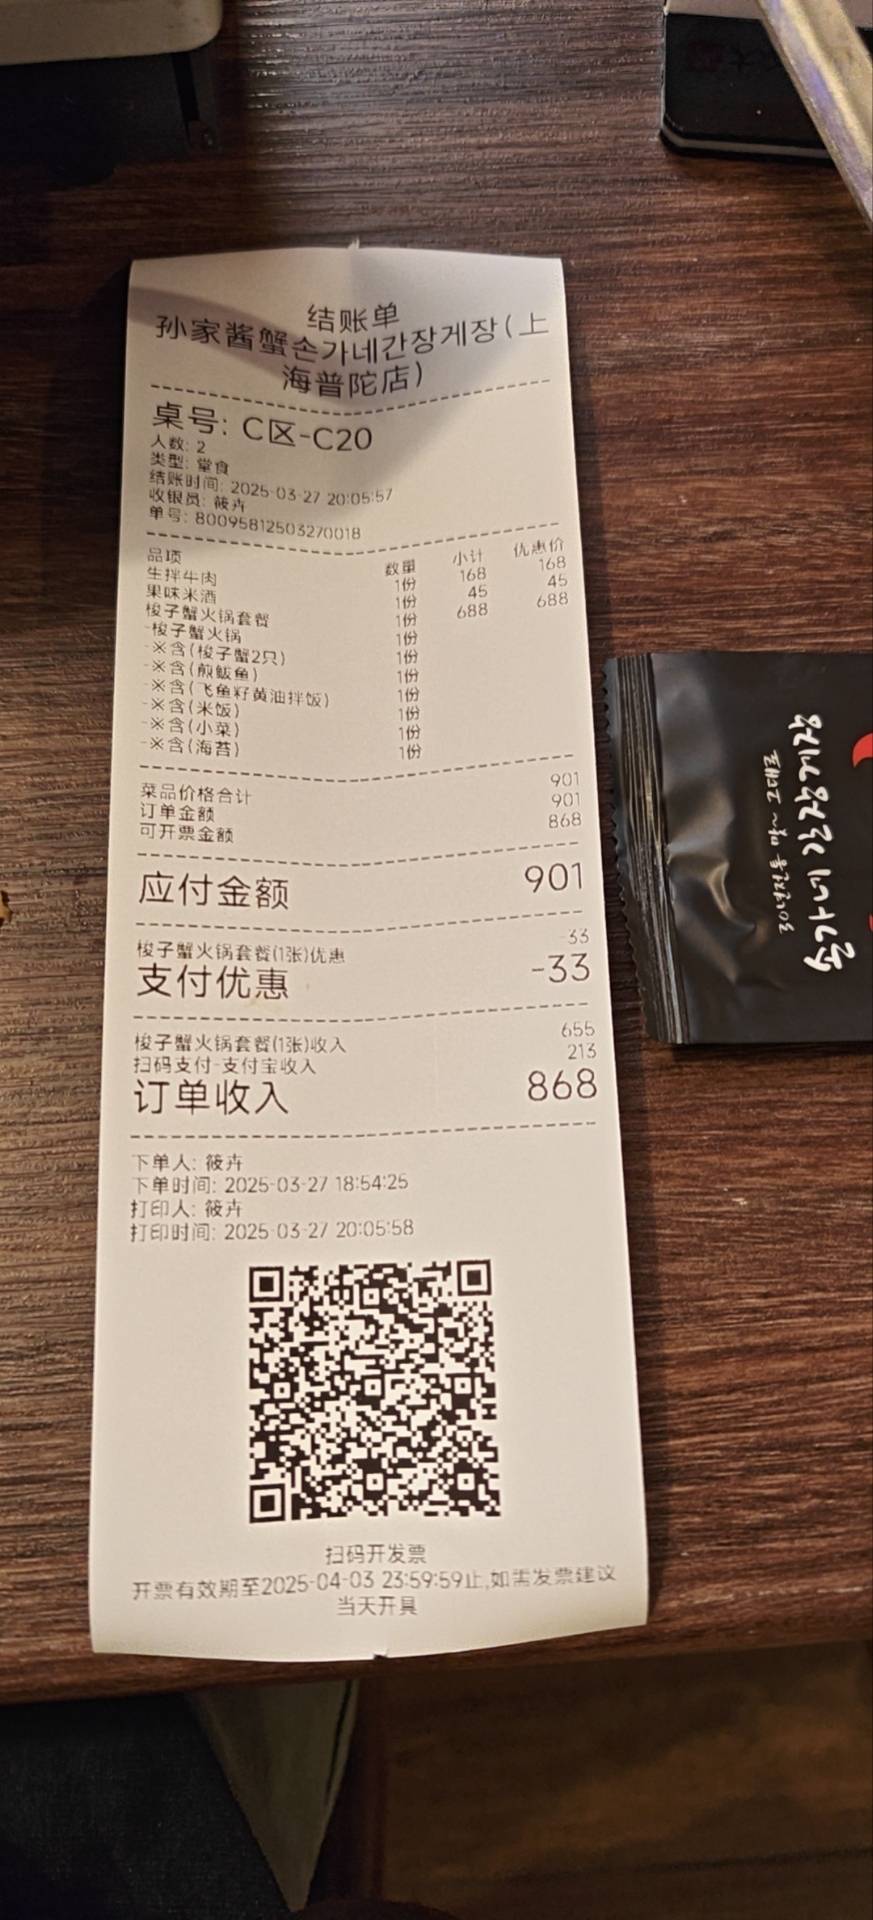 结账单
孙家酱蟹손가네간장게장(上
海普陀店)
桌号: C区-C20
人数: 2
类型: 堂食
结账时间: 2025-03-27 20:05:57
收银员: 筱卉
单号: 80095812503270018
品项 数量 小计 优惠价
生拌牛肉 1份 168 168
果味米酒 1份 45 45
梭子蟹火锅套餐 1份 688 688
-梭子蟹火锅 1份
-※含(梭子蟹2只) 1份
-※含(煎鲅鱼) 1份
-※含(飞鱼籽黄油拌饭) 1份
-※含(米饭) 1份
-※含(小菜) 1份
-※含(海苔) 1份
菜品价格合计 901
订单金额 901
可开票金额 868
应付金额 901
梭子蟹火锅套餐(1张)优惠 -33
支付优惠 -33
梭子蟹火锅套餐(1张)收入 655
扫码支付-支付宝收入 213
订单收入 868
下单人: 筱卉
下单时间: 2025-03-27 18:54:25
打印人: 筱卉
打印时间: 2025-03-27 20:05:58
扫码开发票
开票有效期至2025-04-03 23:59:59止,如需发票建议
当天开具